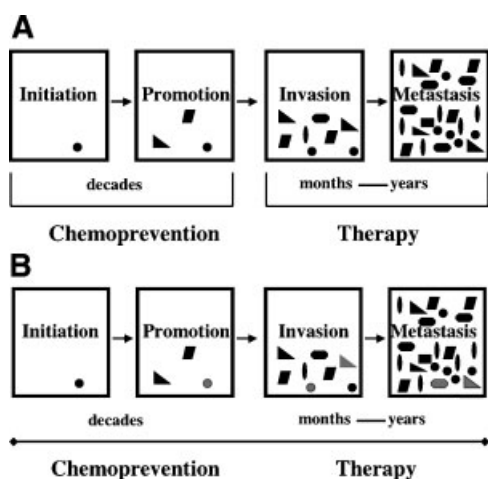 A
Initiation Promotion Invasion Metastasis
decades months years
Chemoprevention Therapy
B
Initiation Promotion Invasion Metastasis
decades months years
Chemoprevention Therapy